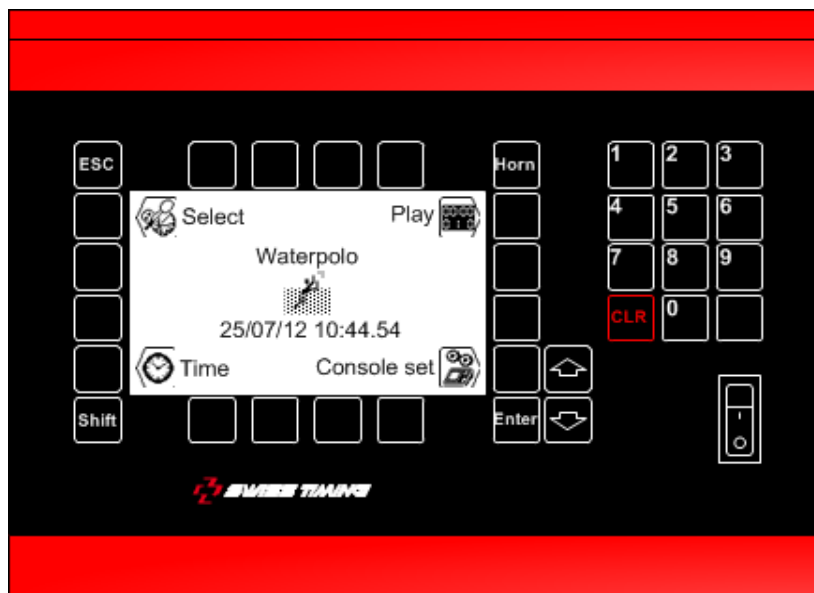 ESC
Horn
1 2 3
Select
Play
4 5 6
Waterpolo
7 8 9
25/07/12 10:44.54
CLR 0
Time
Console set
Shift
Enter
SWISS TIMING